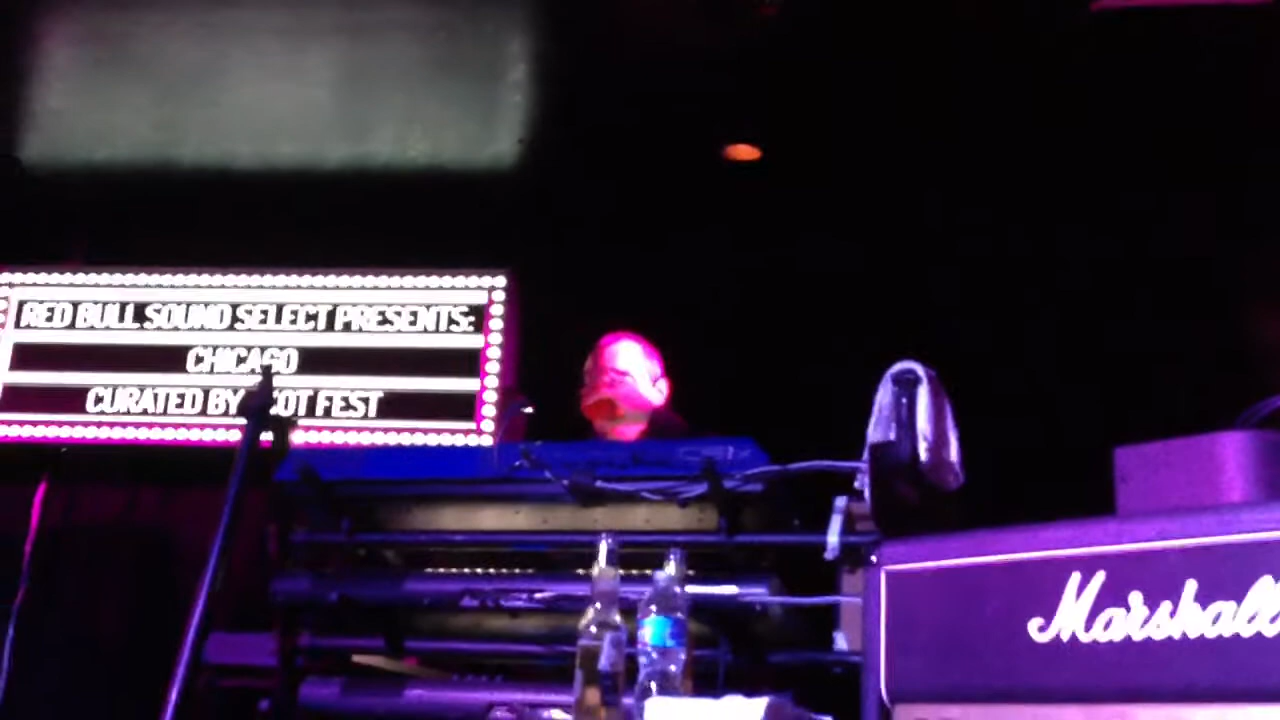 RED BULL SOUND SELECT PRESENTS:
CHICAGO
CURATED BY FEST
Marshall